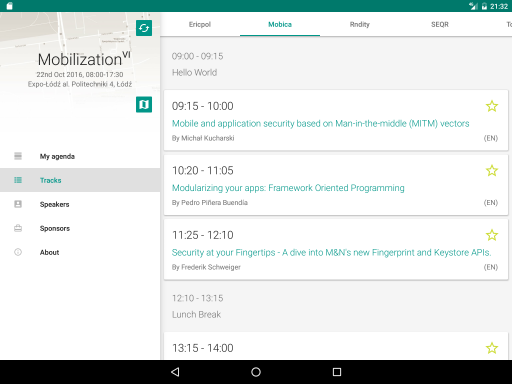 21:32
Mobilization VI
22nd Oct 2016, 08:00-17:30
Expo-Łódź al. Politechniki 4, Łódź
My agenda
Tracks
Speakers
Sponsors
About
Ericpol
Mobica
Rndity
SEQR
09:00 - 09:15
Hello World
09:15 - 10:00
Mobile and application security based on Man-in-the-middle (MITM) vectors
By Michał Kucharski
(EN)
10:20 - 11:05
Modularizing your apps: Framework Oriented Programming
By Pedro Piñera Buendía
(EN)
11:25 - 12:10
Security at your Fingertips - A dive into M&N's new Fingerprint and Keystore APIs.
By Frederik Schweiger
(EN)
12:10 - 13:15
Lunch Break
13:15 - 14:00